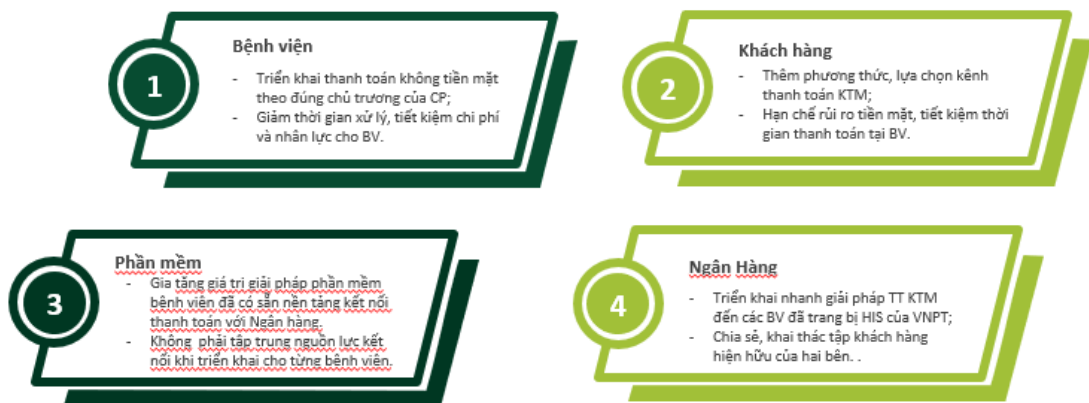 1
Bệnh viện
- Triển khai thanh toán không tiền mặt
theo đúng chủ trương của CP;
- Giảm thời gian xử lý, tiết kiệm chi phí
và nhân lực cho BV.
2
Khách hàng
- Thêm phương thức, lựa chọn kênh
thanh toán KTM;
- Hạn chế rủi ro tiền mặt, tiết kiệm thời
gian thanh toán tại BV.
3
Phần mềm
- Gia tăng giá trị giải pháp phần mềm
bệnh viện đã có sẵn nền tảng kết nối
thanh toán với Ngân hàng.
- Không phải tập trung nguồn lực kết
nối khi triển khai cho từng bệnh viện.
4
Ngân Hàng
- Triển khai nhanh giải pháp TT KTM
đến các BV đã trang bị HIS của VNPT;
- Chia sẻ, khai thác tập khách hàng
hiện hữu của hai bên. .